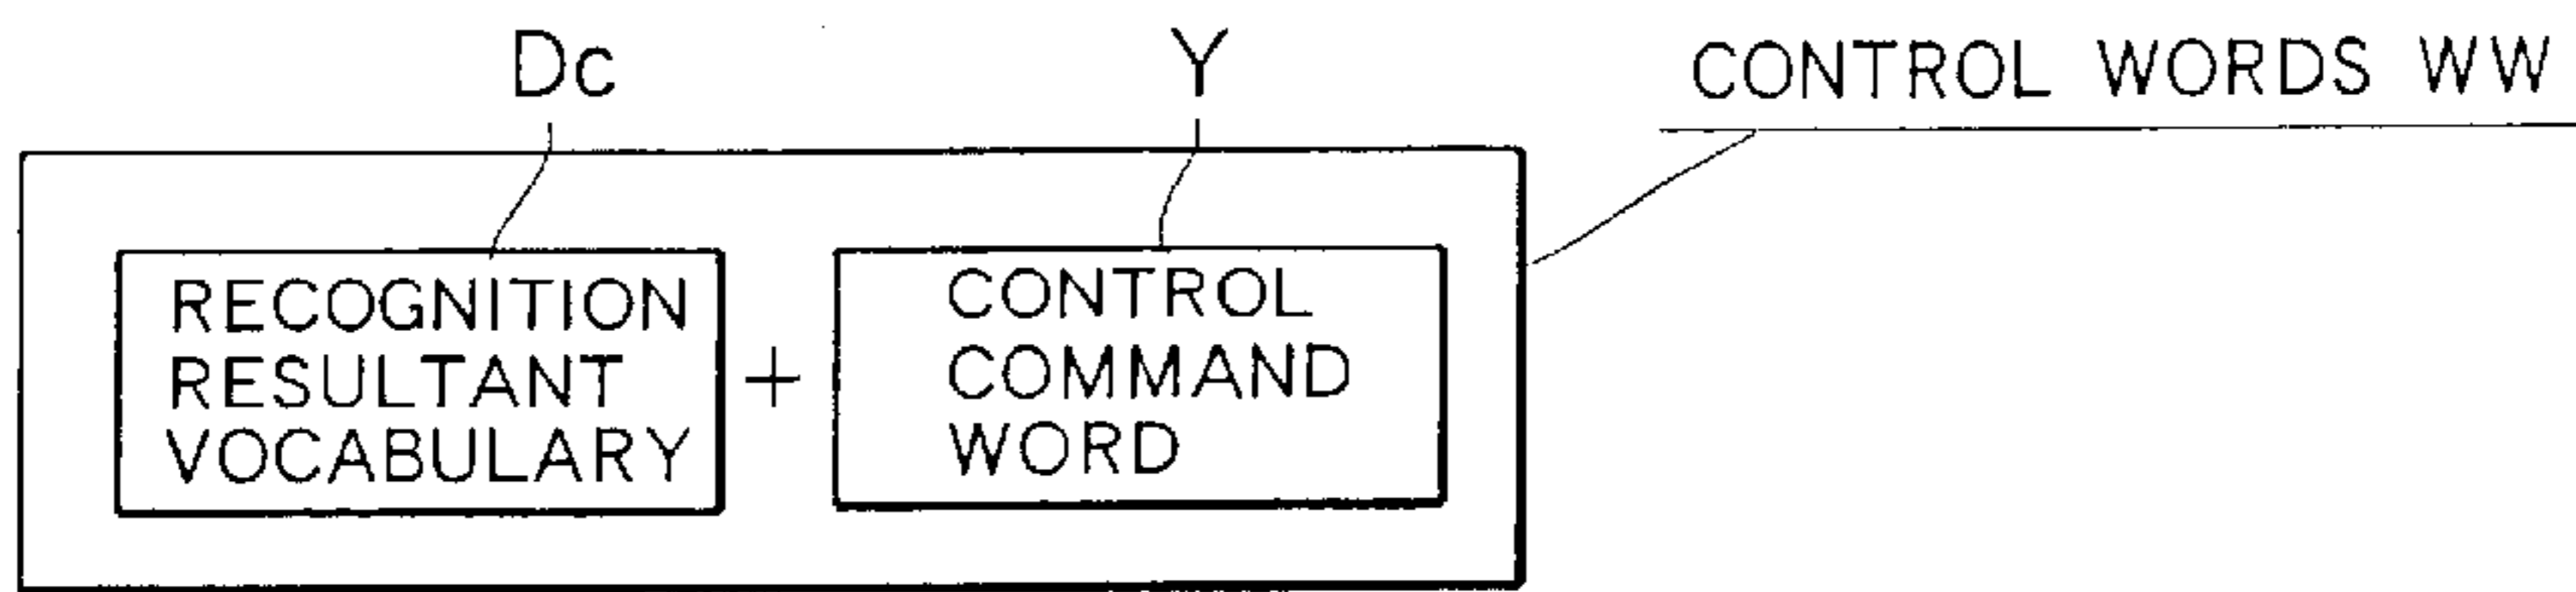 Dc
Y
CONTROL WORDS WW
RECOGNITION
RESULTANT
VOCABULARY
+
CONTROL
COMMAND
WORD